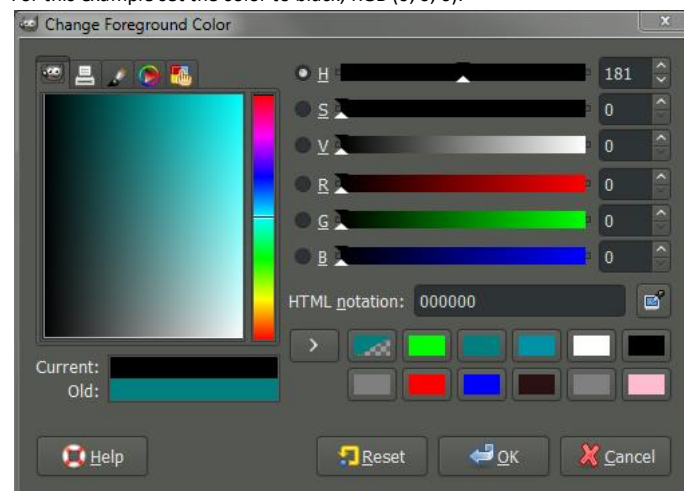 For this example set the color to black, RGB (0, 0, 0).
Change Foreground Color
x
H 181
S 0
V 0
R 0
G 0
B 0
HTML notation: 000000
>
Current:
Old:
Help Reset OK Cancel